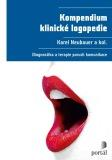 Kompendium
klinické logopedie
Karel Neubauer a kol.
Diagnostika a terapie poruch komunikace
portál